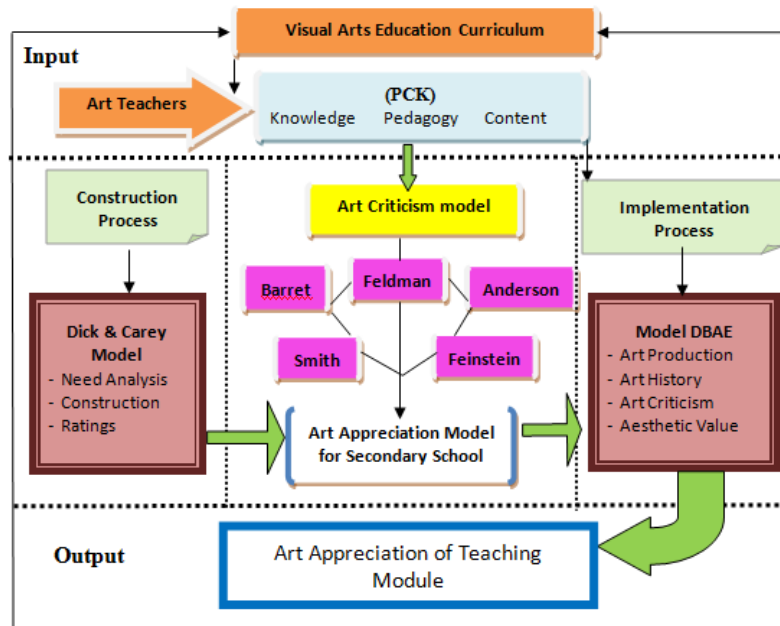 Visual Arts Education Curriculum
Input
Art Teachers
(PCK)
Knowledge Pedagogy Content
Construction
Process
Art Criticism model
Implementation
Process
Barret
Feldman
Anderson
Smith
Feinstein
Dick & Carey
Model
- Need Analysis
- Construction
- Ratings
Art Appreciation Model
for Secondary School
Model DBAE
- Art Production
- Art History
- Art Criticism
- Aesthetic Value
Output
Art Appreciation of Teaching
Module